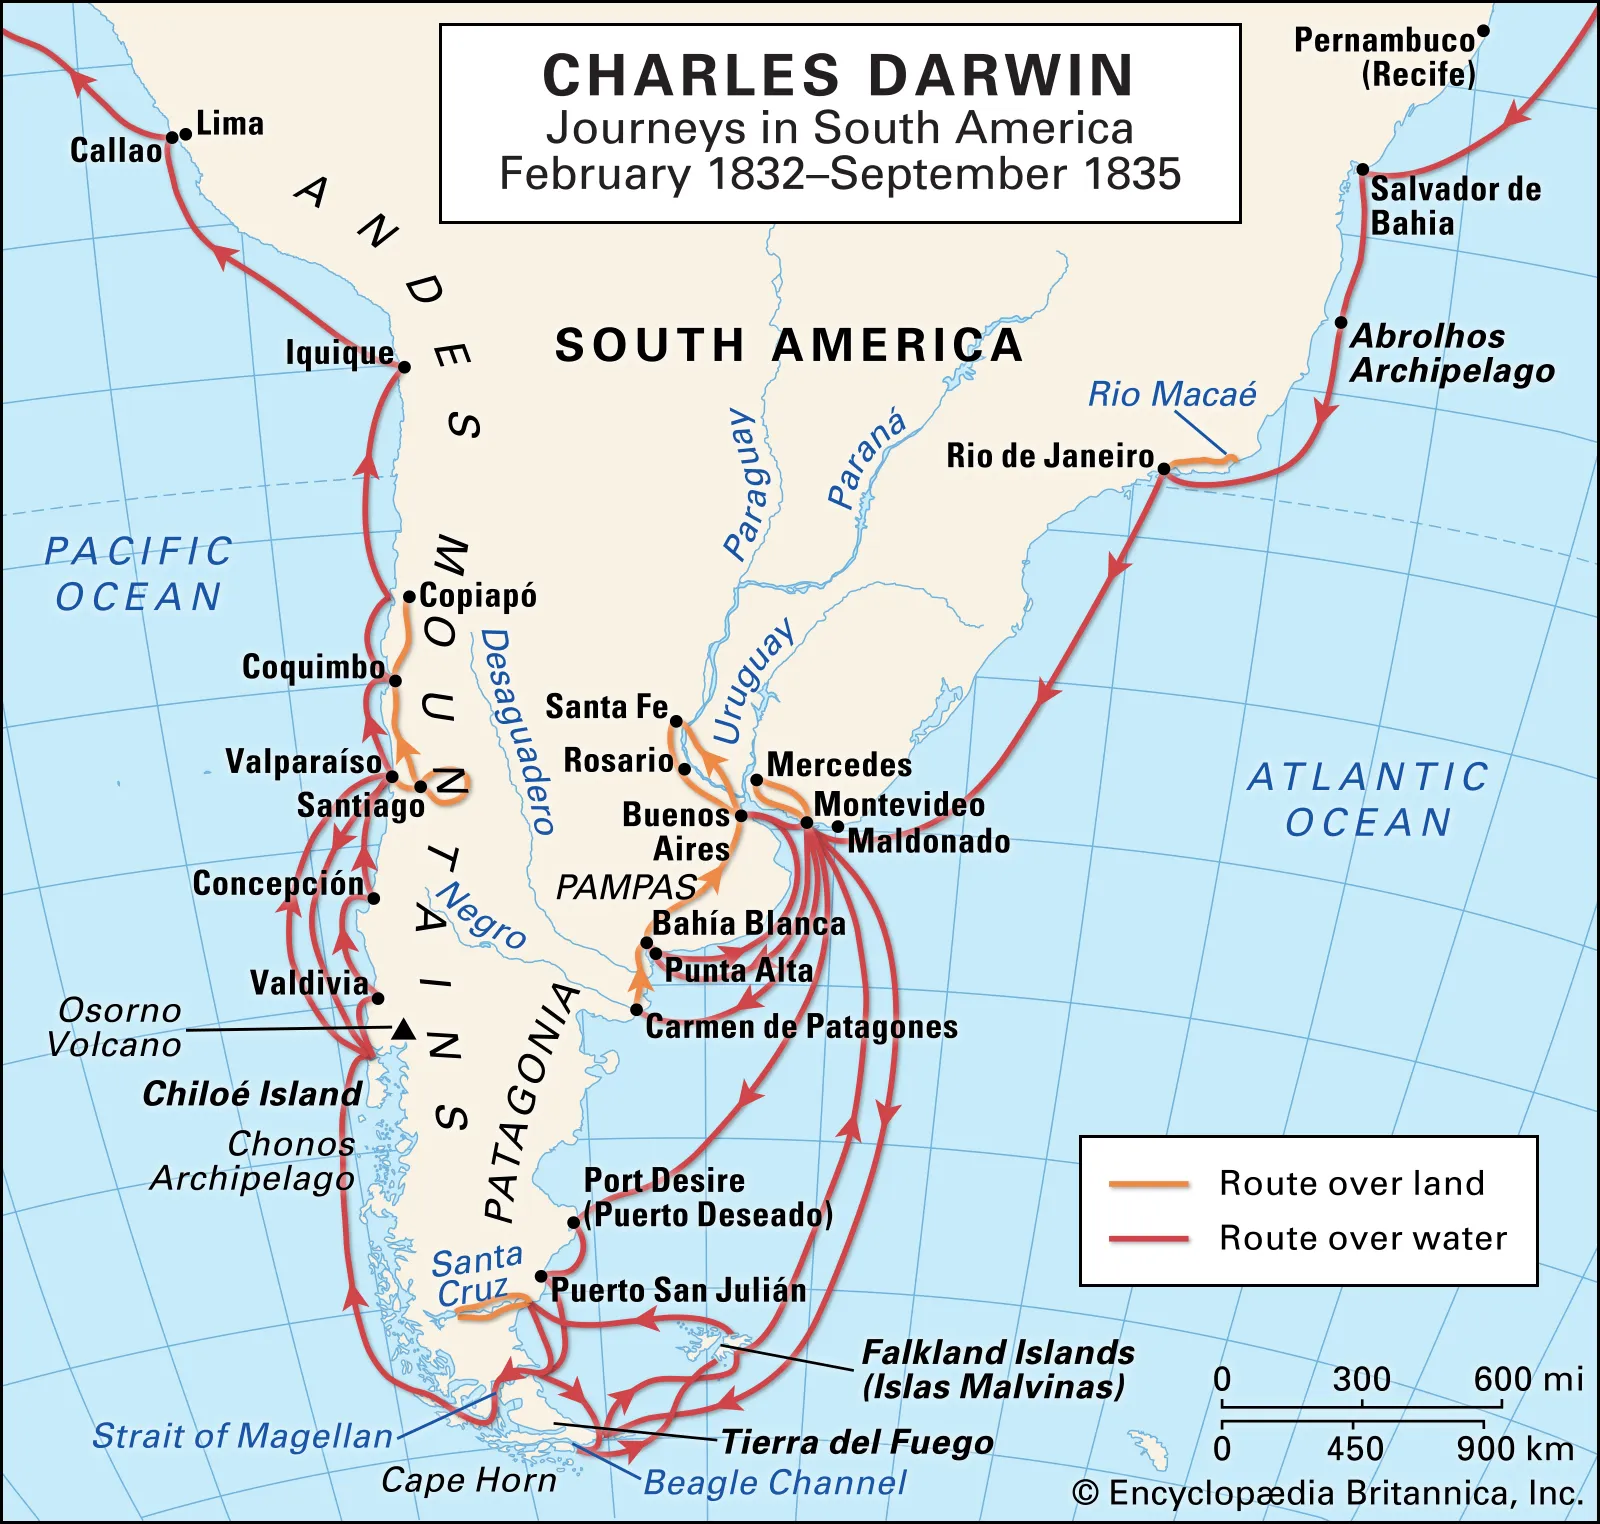 CHARLES DARWIN
Journeys in South America
February 1832–September 1835
Pernambuco
(Recife)
Lima
Callao
Salvador de
Bahia
ANDES MOUNTAINS
SOUTH AMERICA
Abrolhos
Archipelago
Iquique
Rio Macaé
Paraguay
Paraná
Rio de Janeiro
PACIFIC
OCEAN
Copiapó
Desaguadero
Uruguay
Coquimbo
Santa Fe
Valparaíso
Rosario
Mercedes
ATLANTIC
OCEAN
Santiago
Montevideo
Buenos
Aires
Maldonado
Concepción
PAMPAS
Negro
Bahía Blanca
Punta Alta
Valdivia
Osorno
Volcano
PATAGONIA
Carmen de Patagones
Chiloé Island
Chonos
Archipelago
Port Desire
(Puerto Deseado)
Santa
Cruz
Puerto San Julián
Route over land
Route over water
Falkland Islands
(Islas Malvinas)
0 300 600 mi
0 450 900 km
Strait of Magellan
Tierra del Fuego
Cape Horn
Beagle Channel
© Encyclopædia Britannica, Inc.